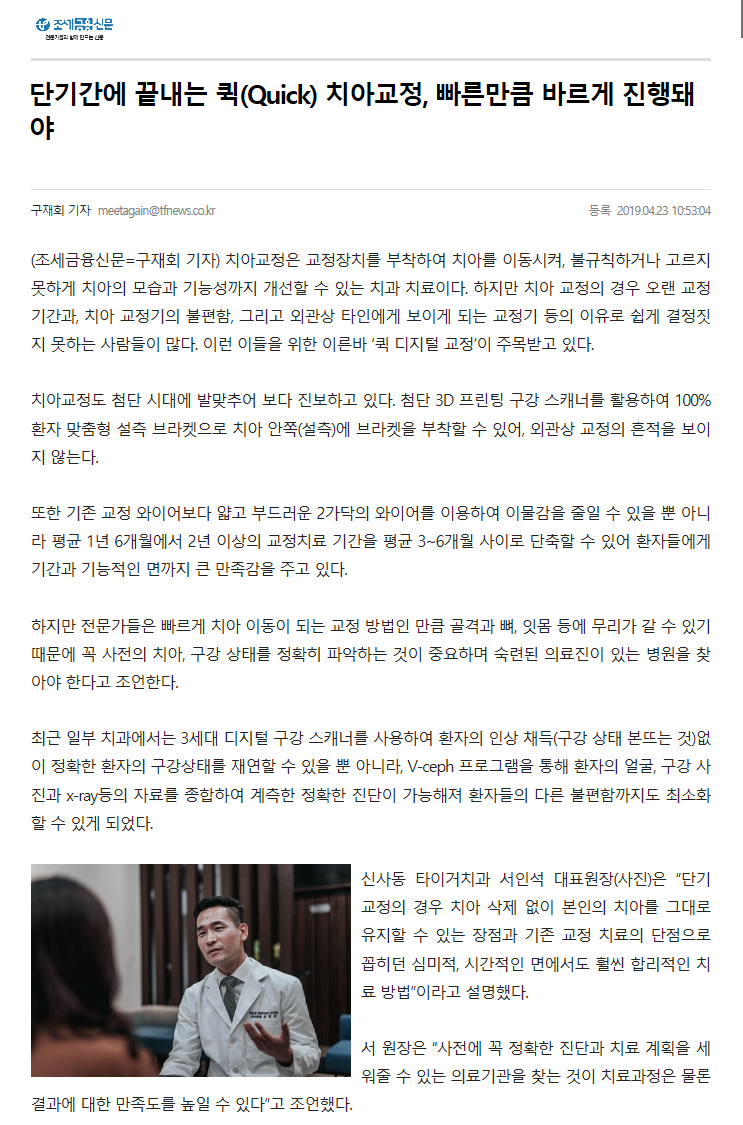 조세금융신문
전문기자와 함께 만드는 신문
단기간에 끝내는 퀵(Quick) 치아교정, 빠른만큼 바르게 진행돼
야
구재회 기자 meetagain@tfnews.co.kr
등록 2019.04.23 10:53:04
(조세금융신문=구재회 기자) 치아교정은 교정장치를 부착하여 치아를 이동시켜, 불규칙하거나 고르지
못하게 치아의 모습과 기능성까지 개선할 수 있는 치과 치료이다. 하지만 치아 교정의 경우 오랜 교정
기간과, 치아 교정기의 불편함, 그리고 외관상 타인에게 보이게 되는 교정기 등의 이유로 쉽게 결정짓
지 못하는 사람들이 많다. 이런 이들을 위한 이른바 ‘퀵 디지털 교정’이 주목받고 있다.
치아교정도 첨단 시대에 발맞추어 보다 진보하고 있다. 첨단 3D 프린팅 구강 스캐너를 활용하여 100%
환자 맞춤형 설측 브라켓으로 치아 안쪽(설측)에 브라켓을 부착할 수 있어, 외관상 교정의 흔적을 보이
지 않는다.
또한 기존 교정 와이어보다 얇고 부드러운 2가닥의 와이어를 이용하여 이물감을 줄일 수 있을 뿐 아니
라 평균 1년 6개월에서 2년 이상의 교정치료 기간을 평균 3~6개월 사이로 단축할 수 있어 환자들에게
기간과 기능적인 면까지 큰 만족감을 주고 있다.
하지만 전문가들은 빠르게 치아 이동이 되는 교정 방법인 만큼 골격과 뼈, 잇몸 등에 무리가 갈 수 있기
때문에 꼭 사전의 치아, 구강 상태를 정확히 파악하는 것이 중요하며 숙련된 의료진이 있는 병원을 찾
아야 한다고 조언한다.
최근 일부 치과에서는 3세대 디지털 구강 스캐너를 사용하여 환자의 인상 채득(구강 상태 본뜨는 것)없
이 정확한 환자의 구강상태를 재연할 수 있을 뿐 아니라, V-ceph 프로그램을 통해 환자의 얼굴, 구강 사
진과 x-ray등의 자료를 종합하여 계측한 정확한 진단이 가능해져 환자들의 다른 불편함까지도 최소화
할 수 있게 되었다.
신사동 타이거치과 서인석 대표원장(사진)은 “단기
교정의 경우 치아 삭제 없이 본인의 치아를 그대로
유지할 수 있는 장점과 기존 교정 치료의 단점으로
꼽히던 심미적, 시간적인 면에서도 훨씬 합리적인 치
료 방법”이라고 설명했다.
서 원장은 “사전에 꼭 정확한 진단과 치료 계획을 세
워줄 수 있는 의료기관을 찾는 것이 치료과정은 물론
결과에 대한 만족도를 높일 수 있다”고 조언했다.